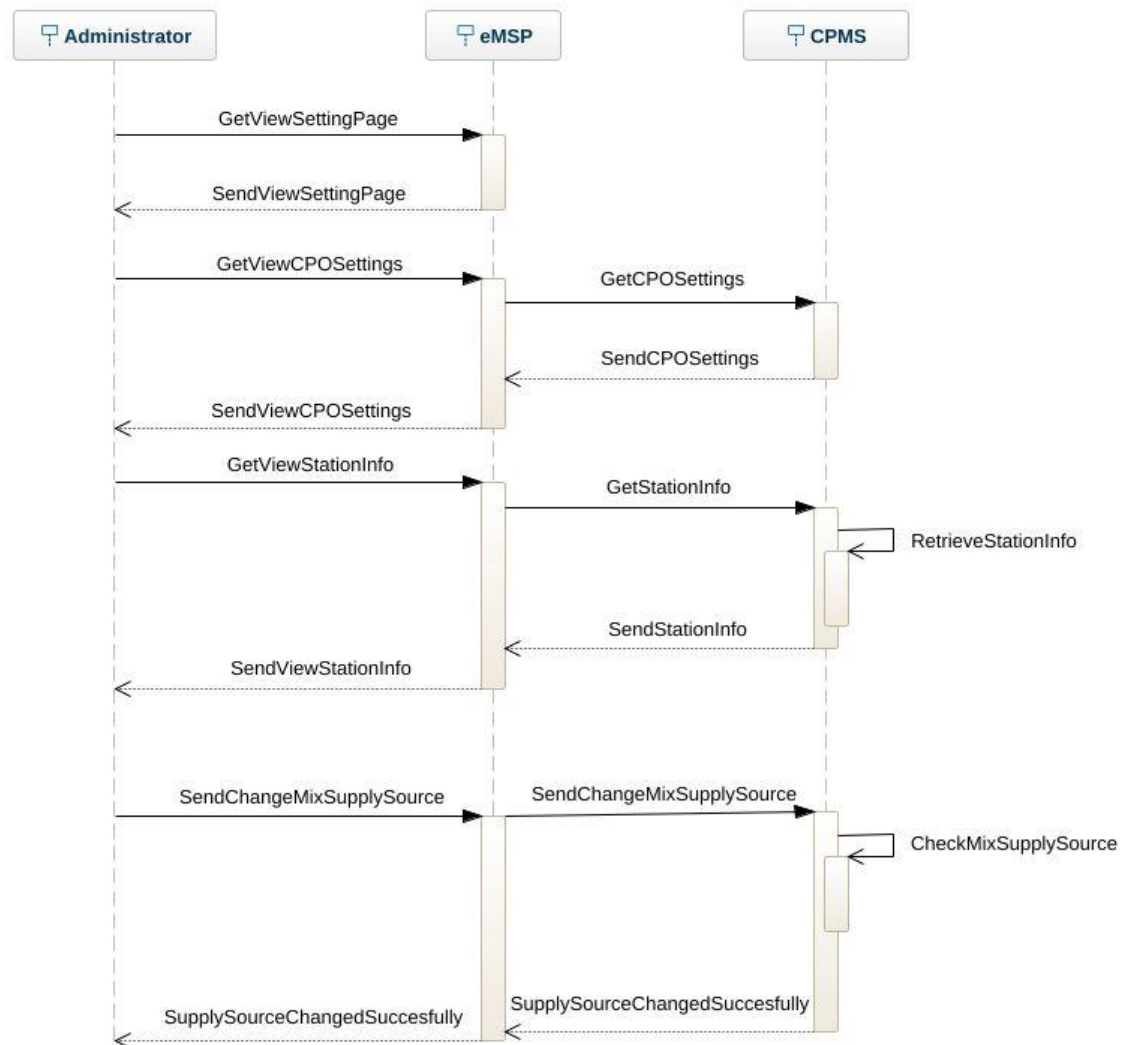 Administrator
eMSP
CPMS
GetViewSettingPage
SendViewSettingPage
GetViewCPOSettings
GetCPOSettings
SendCPOSettings
SendViewCPOSettings
GetViewStationInfo
GetStationInfo
RetrieveStationInfo
SendStationInfo
SendViewStationInfo
SendChangeMixSupplySource
SendChangeMixSupplySource
CheckMixSupplySource
SupplySourceChangedSuccesfully
SupplySourceChangedSuccesfully